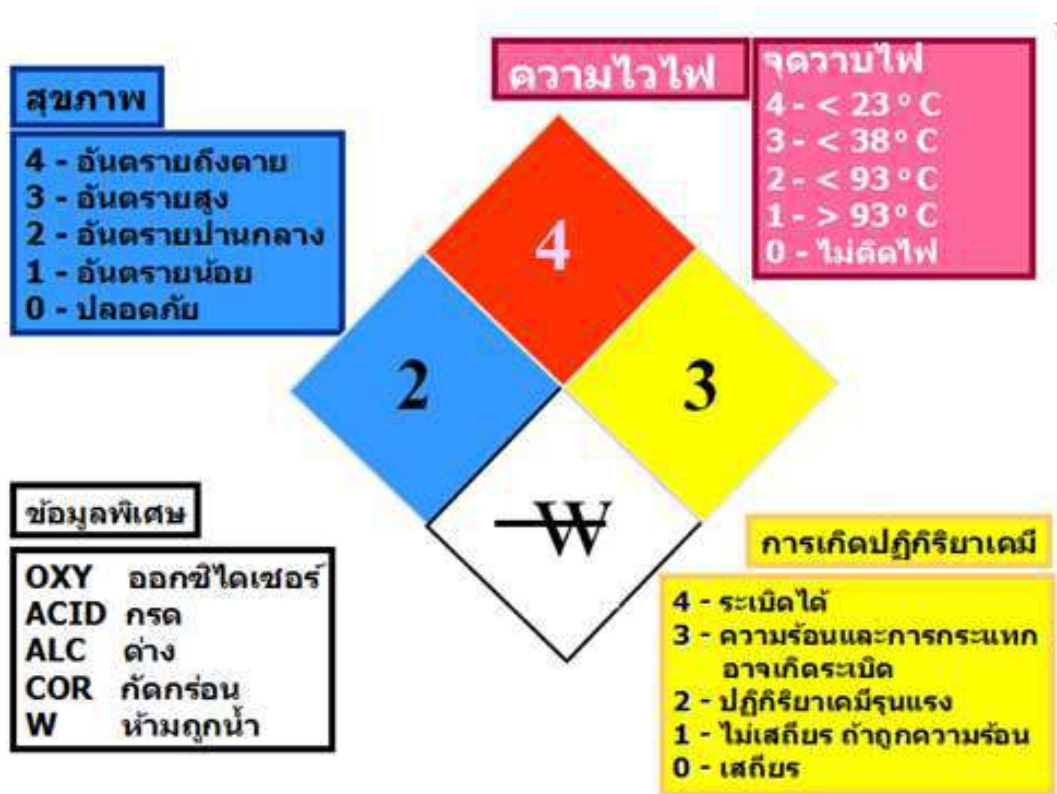 สุขภาพ
4 - อันตรายถึงตาย
3 - อันตรายสูง
2 - อันตรายปานกลาง
1 - อันตรายน้อย
0 - ปลอดภัย
ความไวไฟ
จุดวาบไฟ
4 - < 23 ° C
3 - < 38 ° C
2 - < 93 ° C
1 - > 93 ° C
0 - ไม่ติดไฟ
4
2
3
W
ข้อมูลพิเศษ
OXY ออกซิไดเซอร์
ACID กรด
ALC ด่าง
COR กัดกร่อน
W ห้ามถูกน้ำ
การเกิดปฏิกิริยาเคมี
4 - ระเบิดได้
3 - ความร้อนและการกระแทก
อาจเกิดระเบิด
2 - ปฏิกิริยาเคมีรุนแรง
1 - ไม่เสถียร ถ้าถูกความร้อน
0 - เสถียร